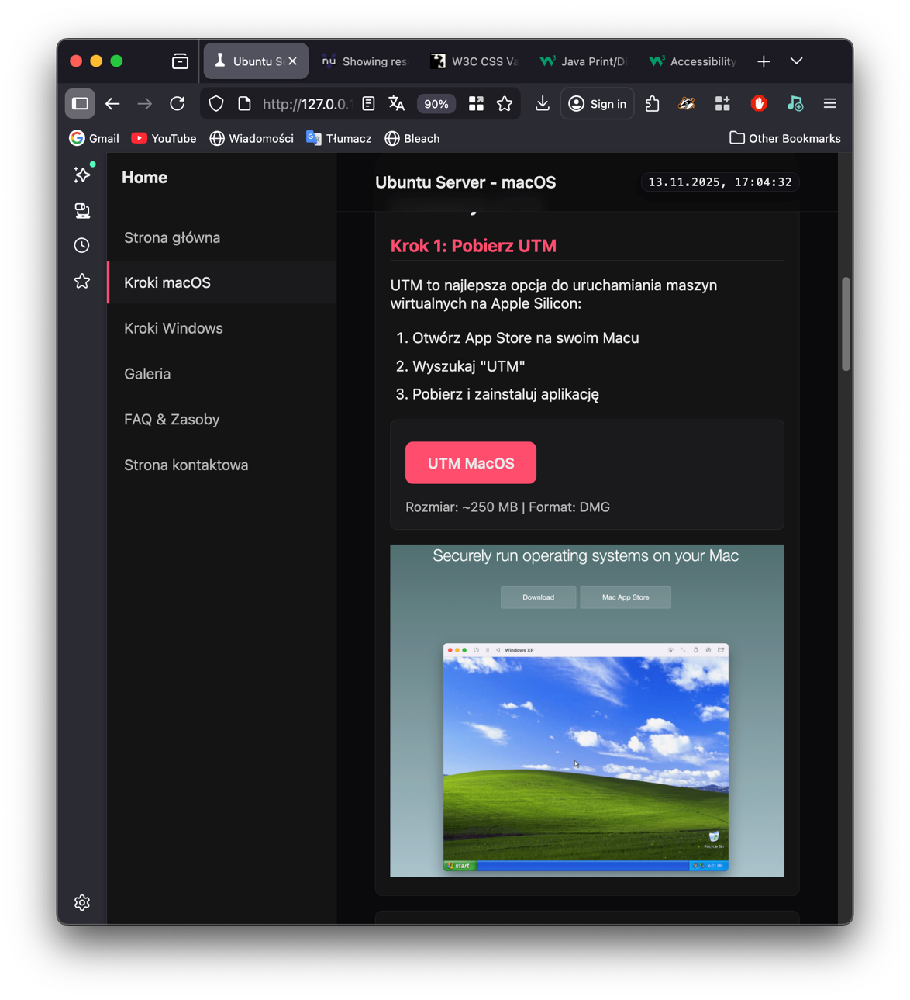 Ubuntu S
Showing res
W3C CSS Va
Java Print/Di
Accessibility
http://127.0.0.1
90%
Sign in
Gmail
YouTube
Wiadomości
Tłumacz
Bleach
Other Bookmarks
Home
Strona główna
Kroki macOS
Kroki Windows
Galeria
FAQ & Zasoby
Strona kontaktowa
Ubuntu Server - macOS
13.11.2025, 17:04:32
Krok 1: Pobierz UTM
UTM to najlepsza opcja do uruchamiania maszyn
wirtualnych na Apple Silicon:
1. Otwórz App Store na swoim Macu
2. Wyszukaj "UTM"
3. Pobierz i zainstaluj aplikację
UTM MacOS
Rozmiar: ~250 MB | Format: DMG
Securely run operating systems on your Mac
Download
Mac App Store
Windows XP
Recycle Bin
start
6:21 PM